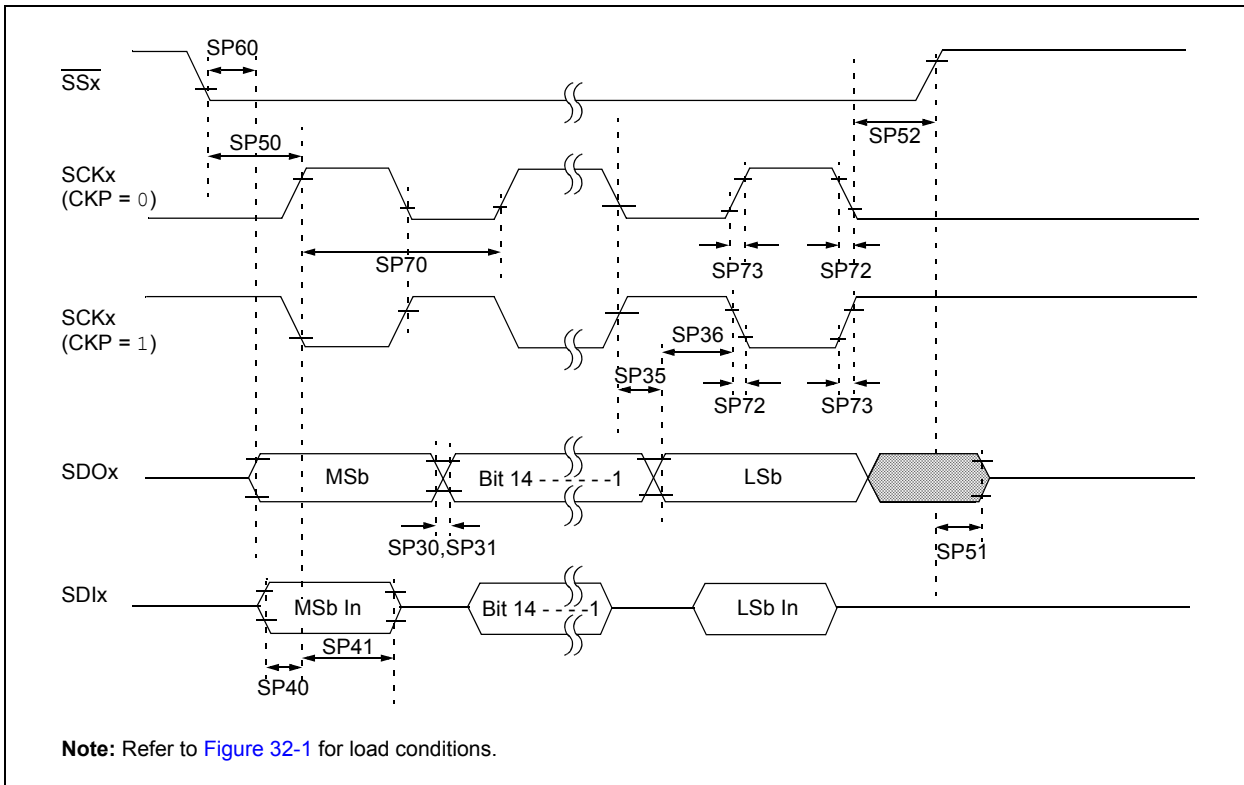 SP60
SSx
SP50
SP52
SCKx
(CKP = 0)
SP70
SP73
SP72
SCKx
(CKP = 1)
SP36
SP35
SP72
SP73
SDOx
MSb
Bit 14 - - - - - -1
LSb
SP30,SP31
SP51
SDIx
MSb In
Bit 14 - - - -1
LSb In
SP41
SP40
Note: Refer to Figure 32-1 for load conditions.